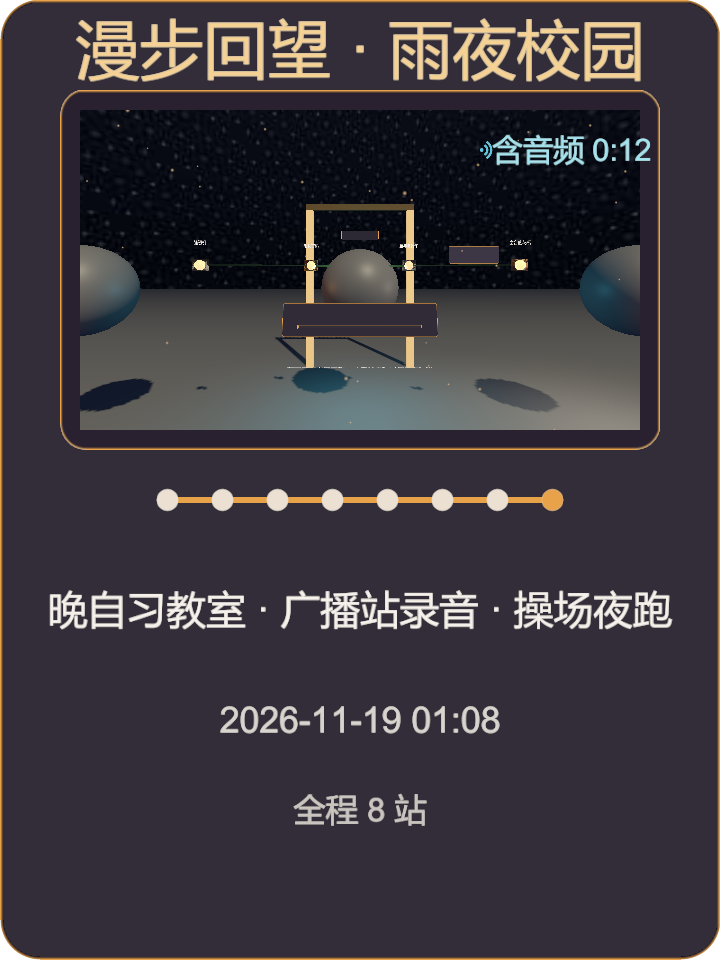 漫步回望 · 雨夜校园
含音频 0:12
晚自习教室 · 广播站录音 · 操场夜跑
2026-11-19 01:08
全程 8 站